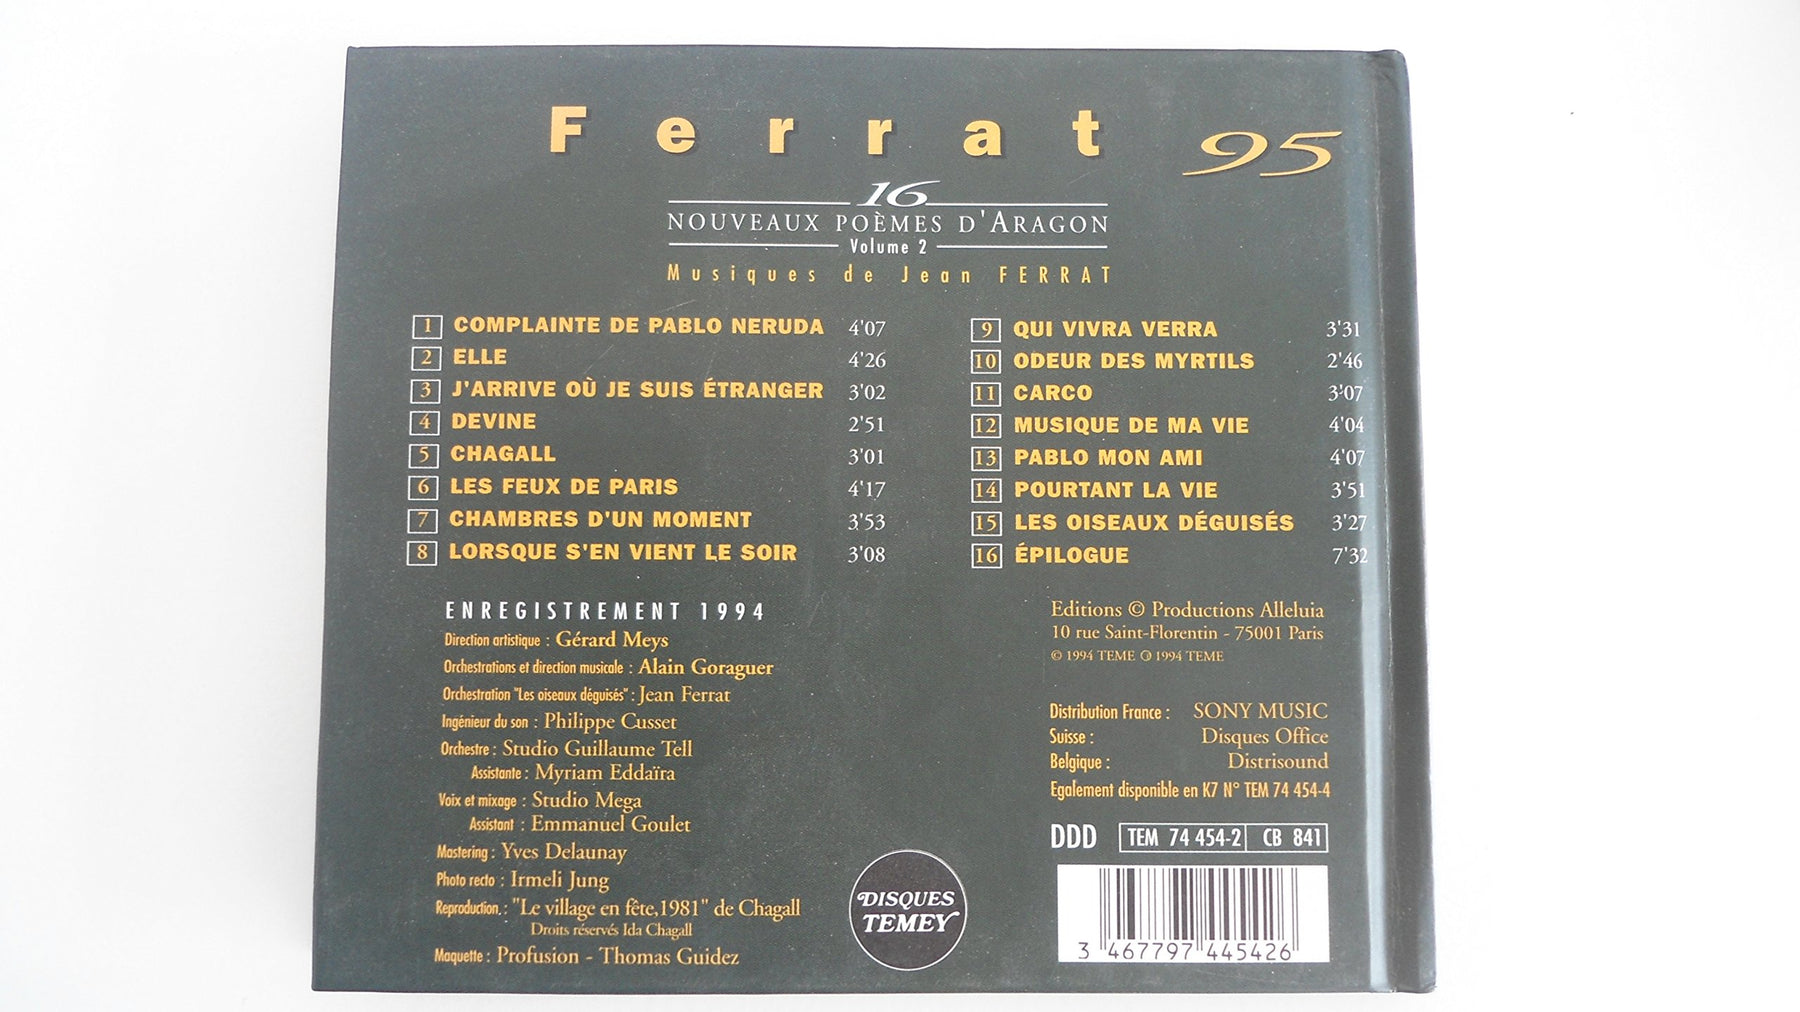 Ferrat 95
16
NOUVEAUX POÈMES D'ARAGON
Volume 2
Musiques de Jean FERRAT
1 COMPLAINTE DE PABLO NERUDA 4'07
2 ELLE 4'26
3 J'ARRIVE OÙ JE SUIS ÉTRANGER 3'02
4 DEVINE 2'51
5 CHAGALL 3'01
6 LES FEUX DE PARIS 4'17
7 CHAMBRES D'UN MOMENT 3'53
8 LORSQUE S'EN VIENT LE SOIR 3'08
9 QUI VIVRA VERRA 3'31
10 ODEUR DES MYRTILS 2'46
11 CARCO 3'07
12 MUSIQUE DE MA VIE 4'04
13 PABLO MON AMI 4'07
14 POURTANT LA VIE 3'51
15 LES OISEAUX DÉGUISÉS 3'27
16 ÉPILOGUE 7'32
ENREGISTREMENT 1994
Direction artistique : Gérard Meys
Orchestrations et direction musicale : Alain Goraguer
Orchestration "Les oiseaux déguisés" : Jean Ferrat
Ingénieur du son : Philippe Cusset
Orchestre : Studio Guillaume Tell
Assistante : Myriam Eddaïra
Voix et mixage : Studio Mega
Assistant : Emmanuel Goulet
Mastering : Yves Delaunay
Photo recto : Irmeli Jung
Reproduction. : "Le village en fête,1981" de Chagall
Droits réservés Ida Chagall
Maquette : Profusion - Thomas Guidez
DISQUES
TEMEY
Editions © Productions Alleluia
10 rue Saint-Florentin - 75001 Paris
© 1994 TEME ℗ 1994 TEME
Distribution France : SONY MUSIC
Suisse : Disques Office
Belgique : Distrisound
Egalement disponible en K7 N° TEM 74 454-4
DDD TEM 74 454-2 CB 841
3 467797 445426